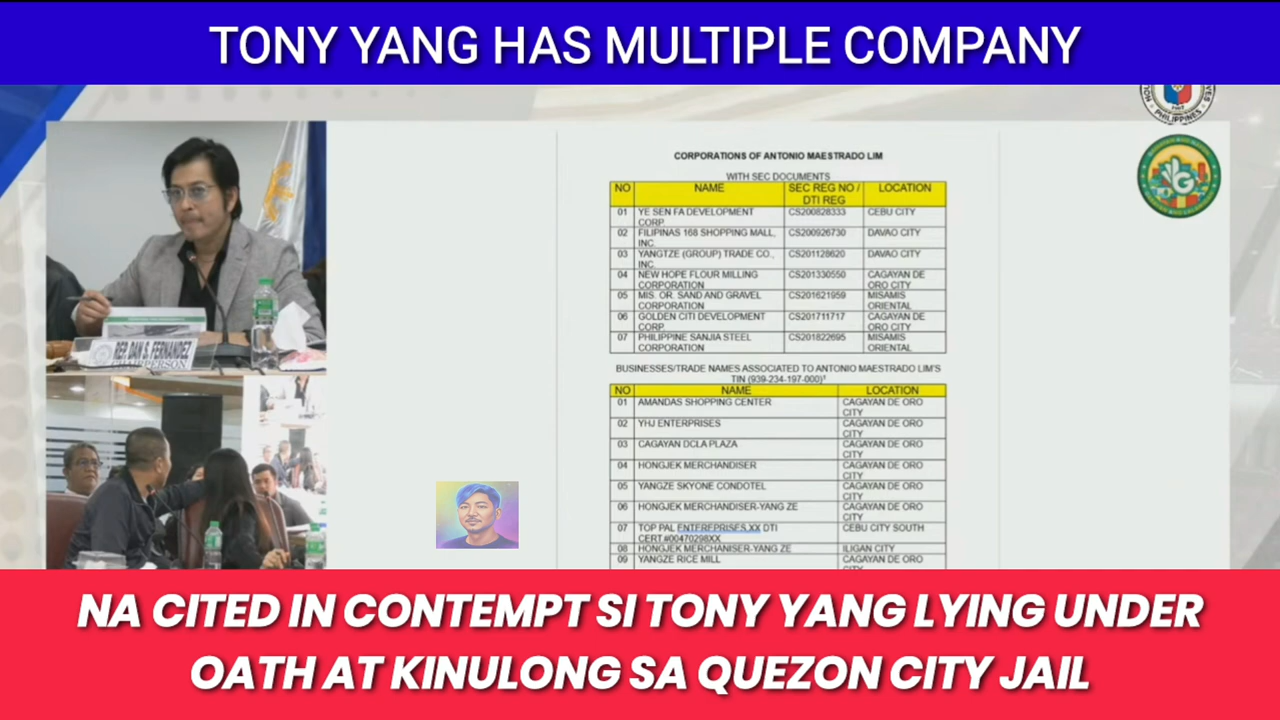 TONY YANG HAS MULTIPLE COMPANY
PHILIPPINES
CORPORATIONS OF ANTONIO MAESTRADO LIM
WITH SEC DOCUMENTS
NO NAME SEC REG NO / DTI REG LOCATION
01 YE SEN FA DEVELOPMENT CORP. CS200828333 CEBU CITY
02 FILIPINAS 168 SHOPPING MALL, INC. CS200926730 DAVAO CITY
03 YANGTZE (GROUP) TRADE CO., INC. CS201128620 DAVAO CITY
04 NEW HOPE FLOUR MILLING CORPORATION CS201330550 CAGAYAN DE ORO CITY
05 MIS. OR. SAND AND GRAVEL CORPORATION CS201621959 MISAMIS ORIENTAL
06 GOLDEN CITI DEVELOPMENT CORP. CS201711717 CAGAYAN DE ORO CITY
07 PHILIPPINE SANJIA STEEL CORPORATION CS201822695 MISAMIS ORIENTAL
BUSINESSES/TRADE NAMES ASSOCIATED TO ANTONIO MAESTRADO LIM'S
TIN (939-234-197-000)¹
NO NAME LOCATION
01 AMANDAS SHOPPING CENTER CAGAYAN DE ORO CITY
02 YHJ ENTERPRISES CAGAYAN DE ORO CITY
03 CAGAYAN DCLA PLAZA CAGAYAN DE ORO CITY
04 HONGJEK MERCHANDISER CAGAYAN DE ORO CITY
05 YANGZE SKYONE CONDOTEL CAGAYAN DE ORO CITY
06 HONGJEK MERCHANDISER-YANG ZE CAGAYAN DE ORO CITY
07 TOP PAL ENTEREPRISES,XX DTI CERT.#00470298XX CEBU CITY SOUTH
08 HONGJEK MERCHANISER-YANG ZE ILIGAN CITY
09 YANGZE RICE MILL CAGAYAN DE ORO
REP. DAN S. FERNANDEZ
CHAIRPERSON
NA CITED IN CONTEMPT SI TONY YANG LYING UNDER
OATH AT KINULONG SA QUEZON CITY JAIL